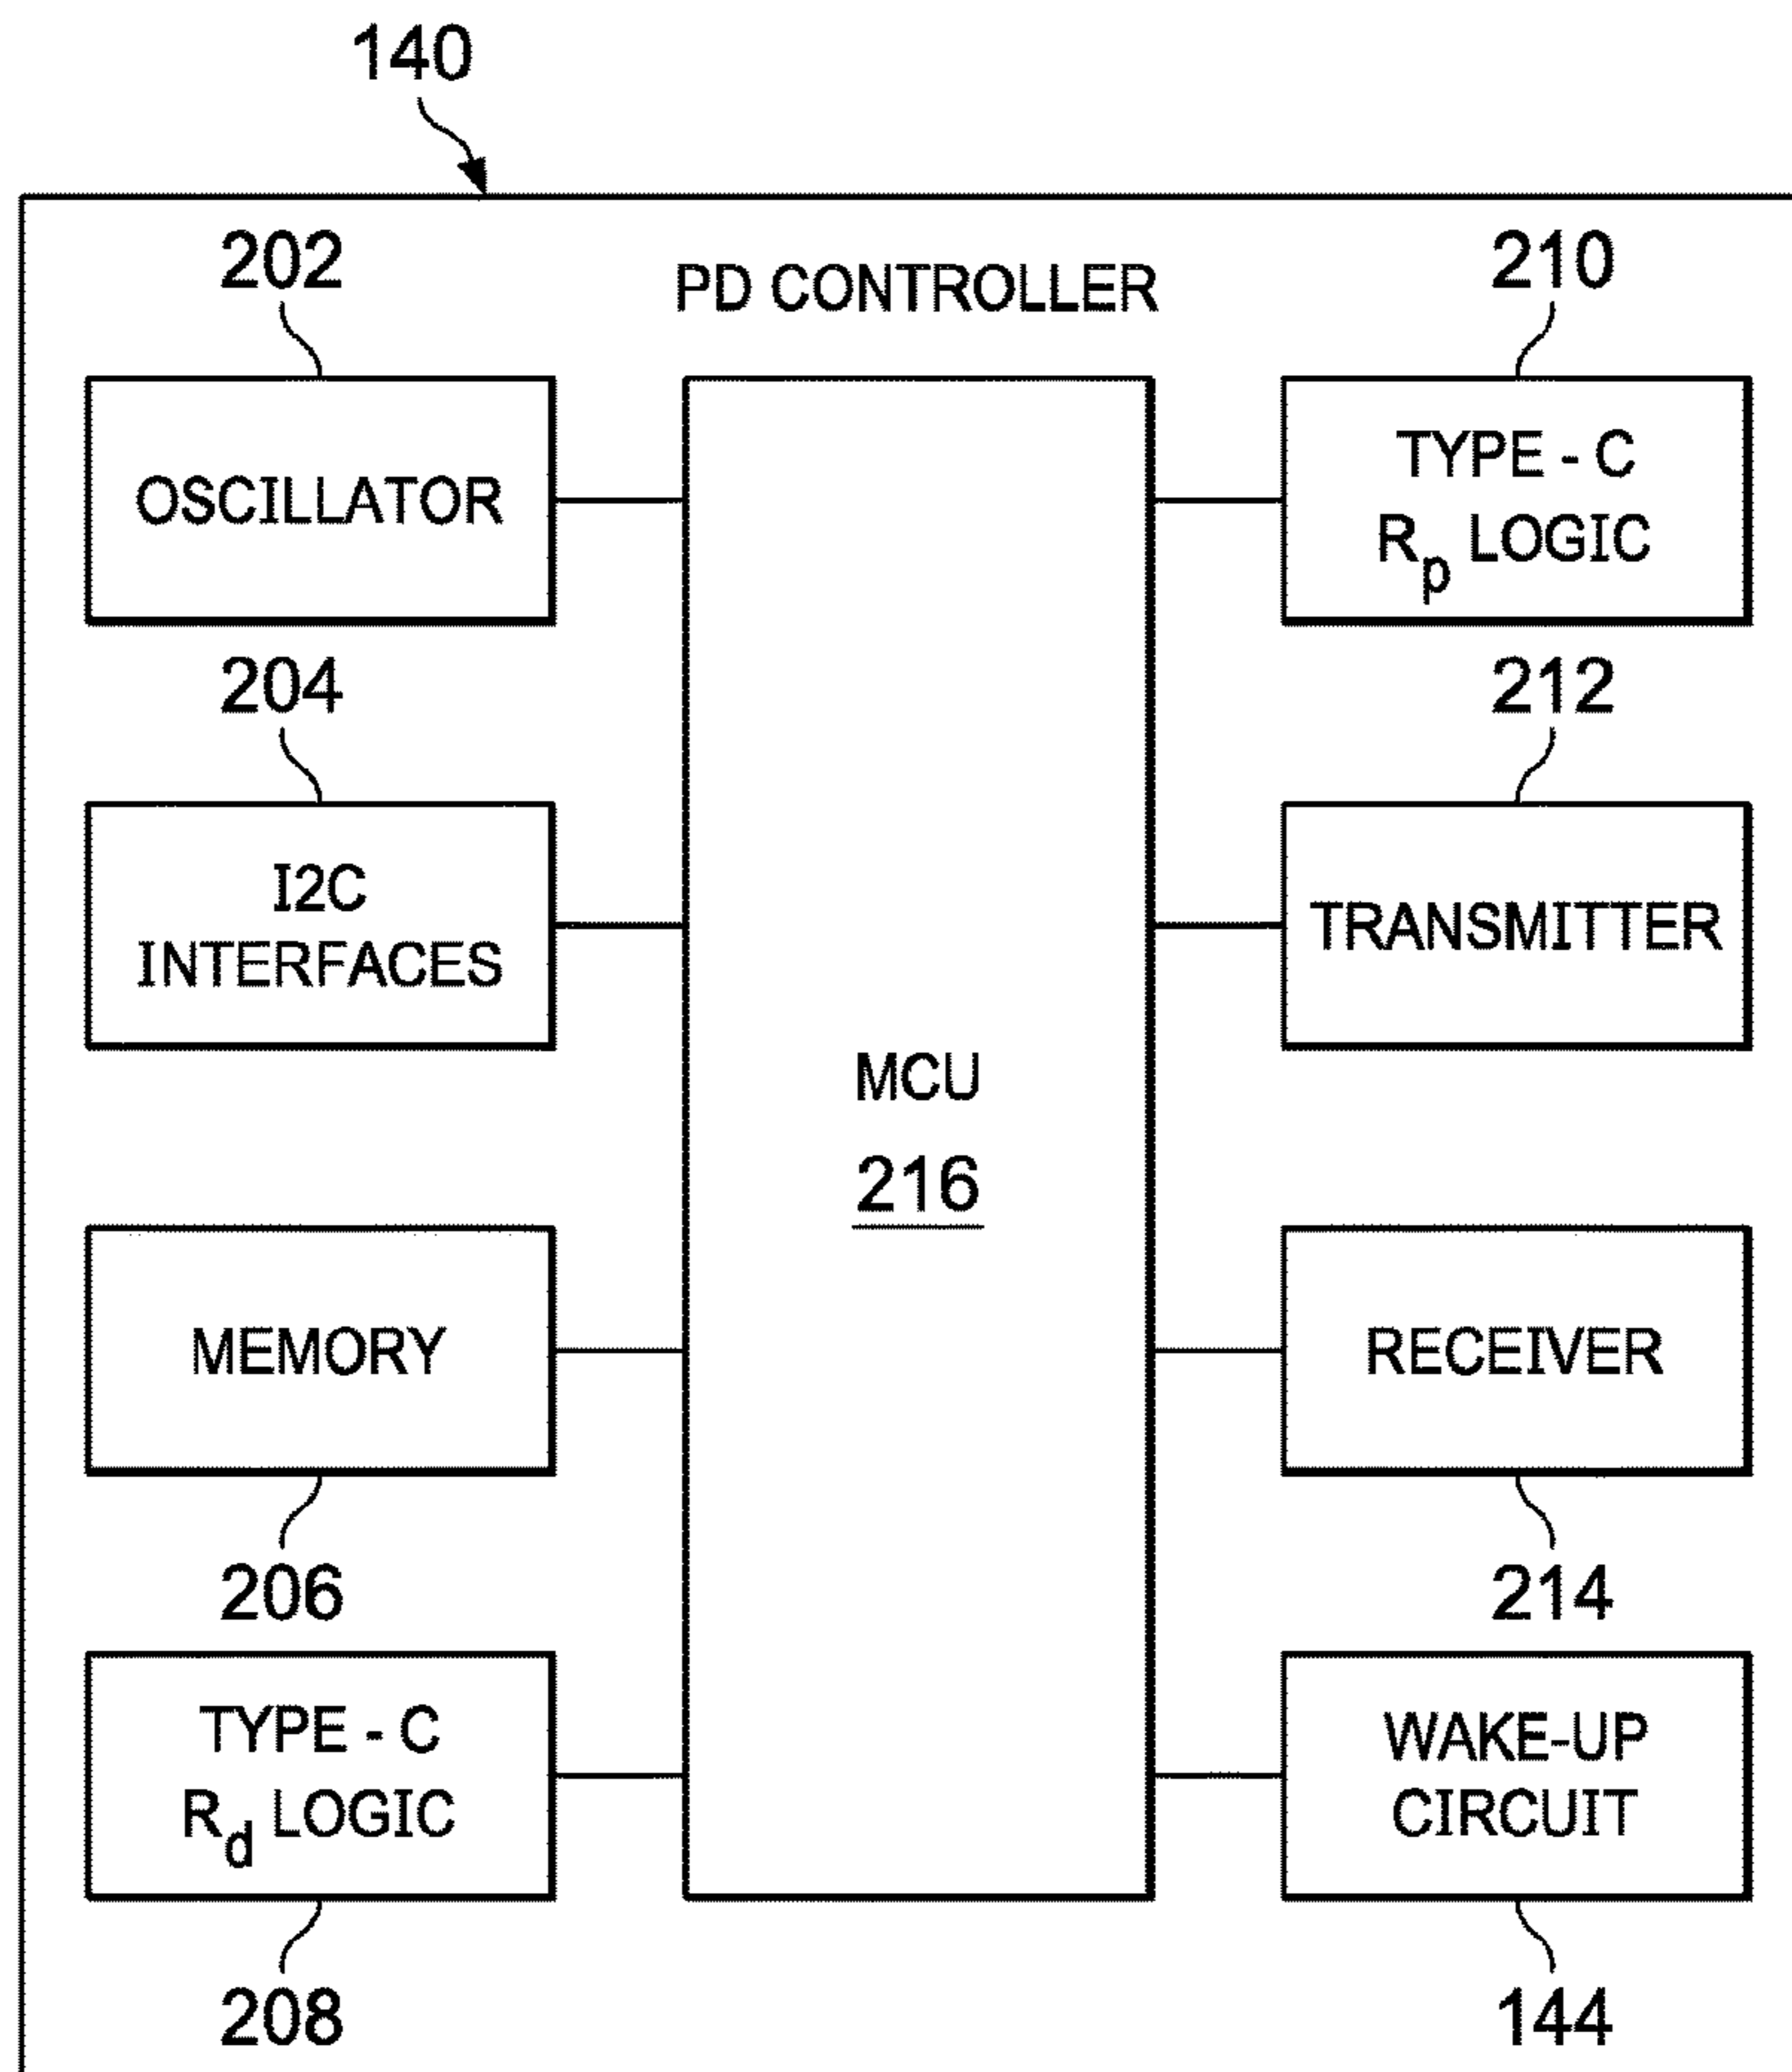 140
PD CONTROLLER
202
OSCILLATOR
204
I2C
INTERFACES
MEMORY
206
TYPE - C
Rd LOGIC
208
MCU
216
210
TYPE - C
Rp LOGIC
212
TRANSMITTER
RECEIVER
214
WAKE-UP
CIRCUIT
144